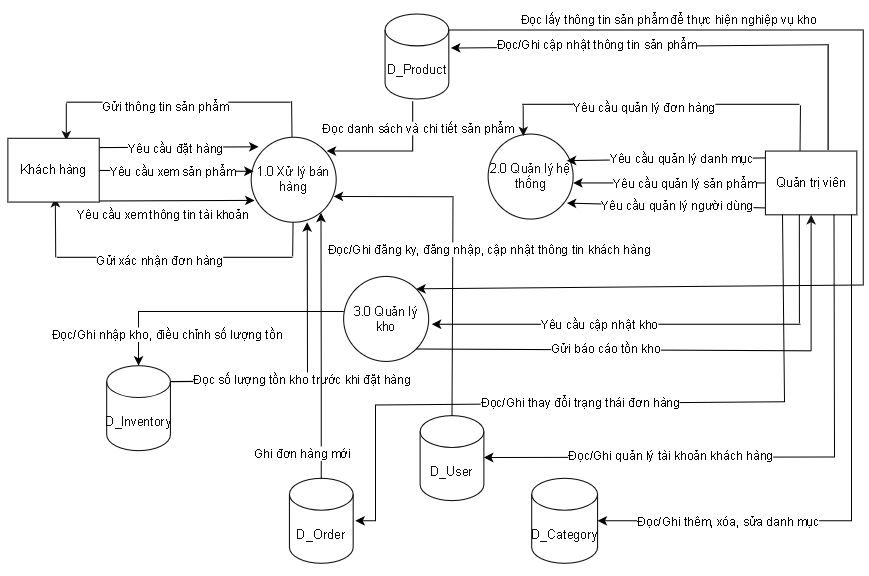 Đọc lấy thông tin sản phẩm để thực hiện nghiệp vụ kho
Đọc/Ghi cập nhật thông tin sản phẩm
D_Product
Gửi thông tin sản phẩm
Yêu cầu quản lý đơn hàng
Đọc danh sách và chi tiết sản phẩm
Yêu cầu đặt hàng
Yêu cầu quản lý danh mục
Khách hàng
Yêu cầu xem sản phẩm
1.0 Xử lý bán
hàng
2.0 Quản lý hệ
thống
Yêu cầu quản lý sản phẩm
Quản trị viên
Yêu cầu xem thông tin tài khoản
Yêu cầu quản lý người dùng
Đọc/Ghi đăng ky, đăng nhập, cập nhật thông tin khách hàng
Gửi xác nhận đơn hàng
3.0 Quản lý
kho
Yêu cầu cập nhật kho
Đọc/Ghi nhập kho, điều chỉnh số lượng tồn
Gửi báo cáo tồn kho
Đọc số lượng tồn kho trước khi đặt hàng
Đọc/Ghi thay đổi trạng thái đơn hàng
D_Inventory
Ghi đơn hàng mới
Đọc/Ghi quản lý tài khoản khách hàng
D_User
Đọc/Ghi thêm, xóa, sửa danh mục
D_Order
D_Category